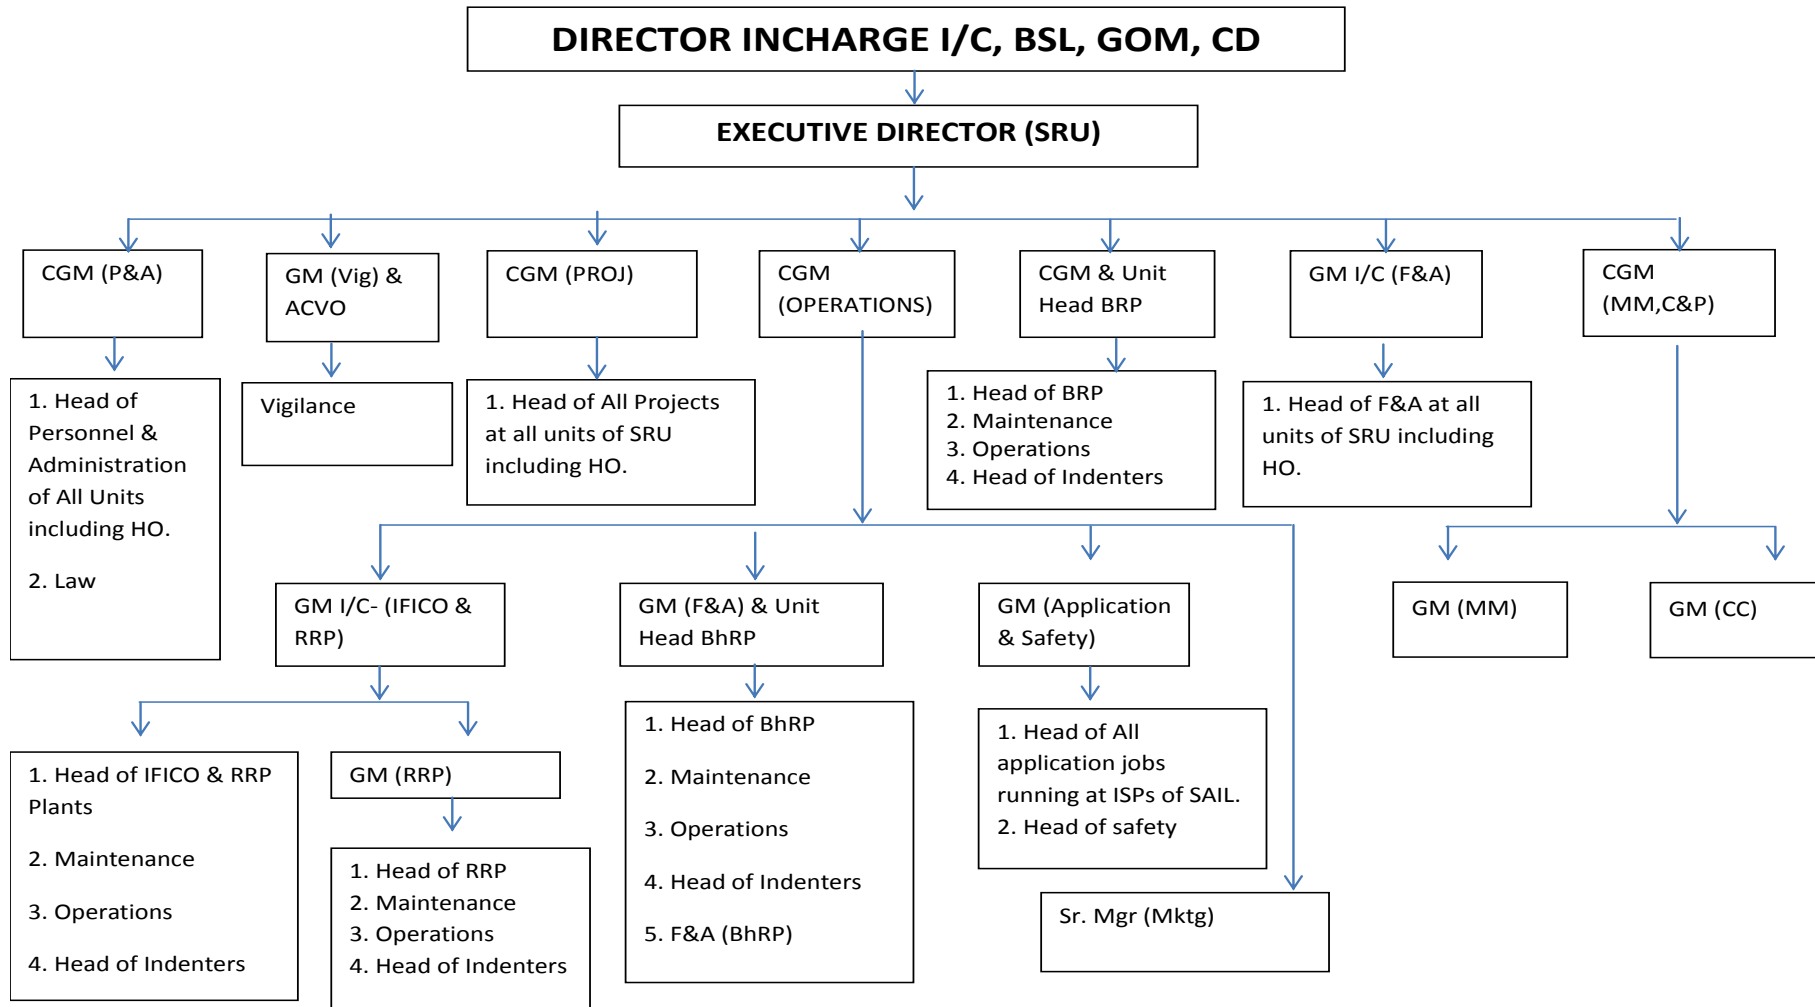 DIRECTOR INCHARGE I/C, BSL, GOM, CD
EXECUTIVE DIRECTOR (SRU)
CGM (P&A)
GM (Vig) &
ACVO
CGM (PROJ)
CGM
(OPERATIONS)
CGM & Unit
Head BRP
GM I/C (F&A)
CGM
(MM,C&P)
1. Head of
Personnel &
Administration
of All Units
including HO.
2. Law
Vigilance
1. Head of All Projects
at all units of SRU
including HO.
1. Head of BRP
2. Maintenance
3. Operations
4. Head of Indenters
1. Head of F&A at all
units of SRU including
HO.
GM I/C- (IFICO &
RRP)
GM (F&A) & Unit
Head BhRP
GM (Application
& Safety)
GM (MM)
GM (CC)
1. Head of IFICO & RRP
Plants
2. Maintenance
3. Operations
4. Head of Indenters
GM (RRP)
1. Head of RRP
2. Maintenance
3. Operations
4. Head of Indenters
1. Head of BhRP
2. Maintenance
3. Operations
4. Head of Indenters
5. F&A (BhRP)
1. Head of All
application jobs
running at ISPs of SAIL.
2. Head of safety
Sr. Mgr (Mktg)